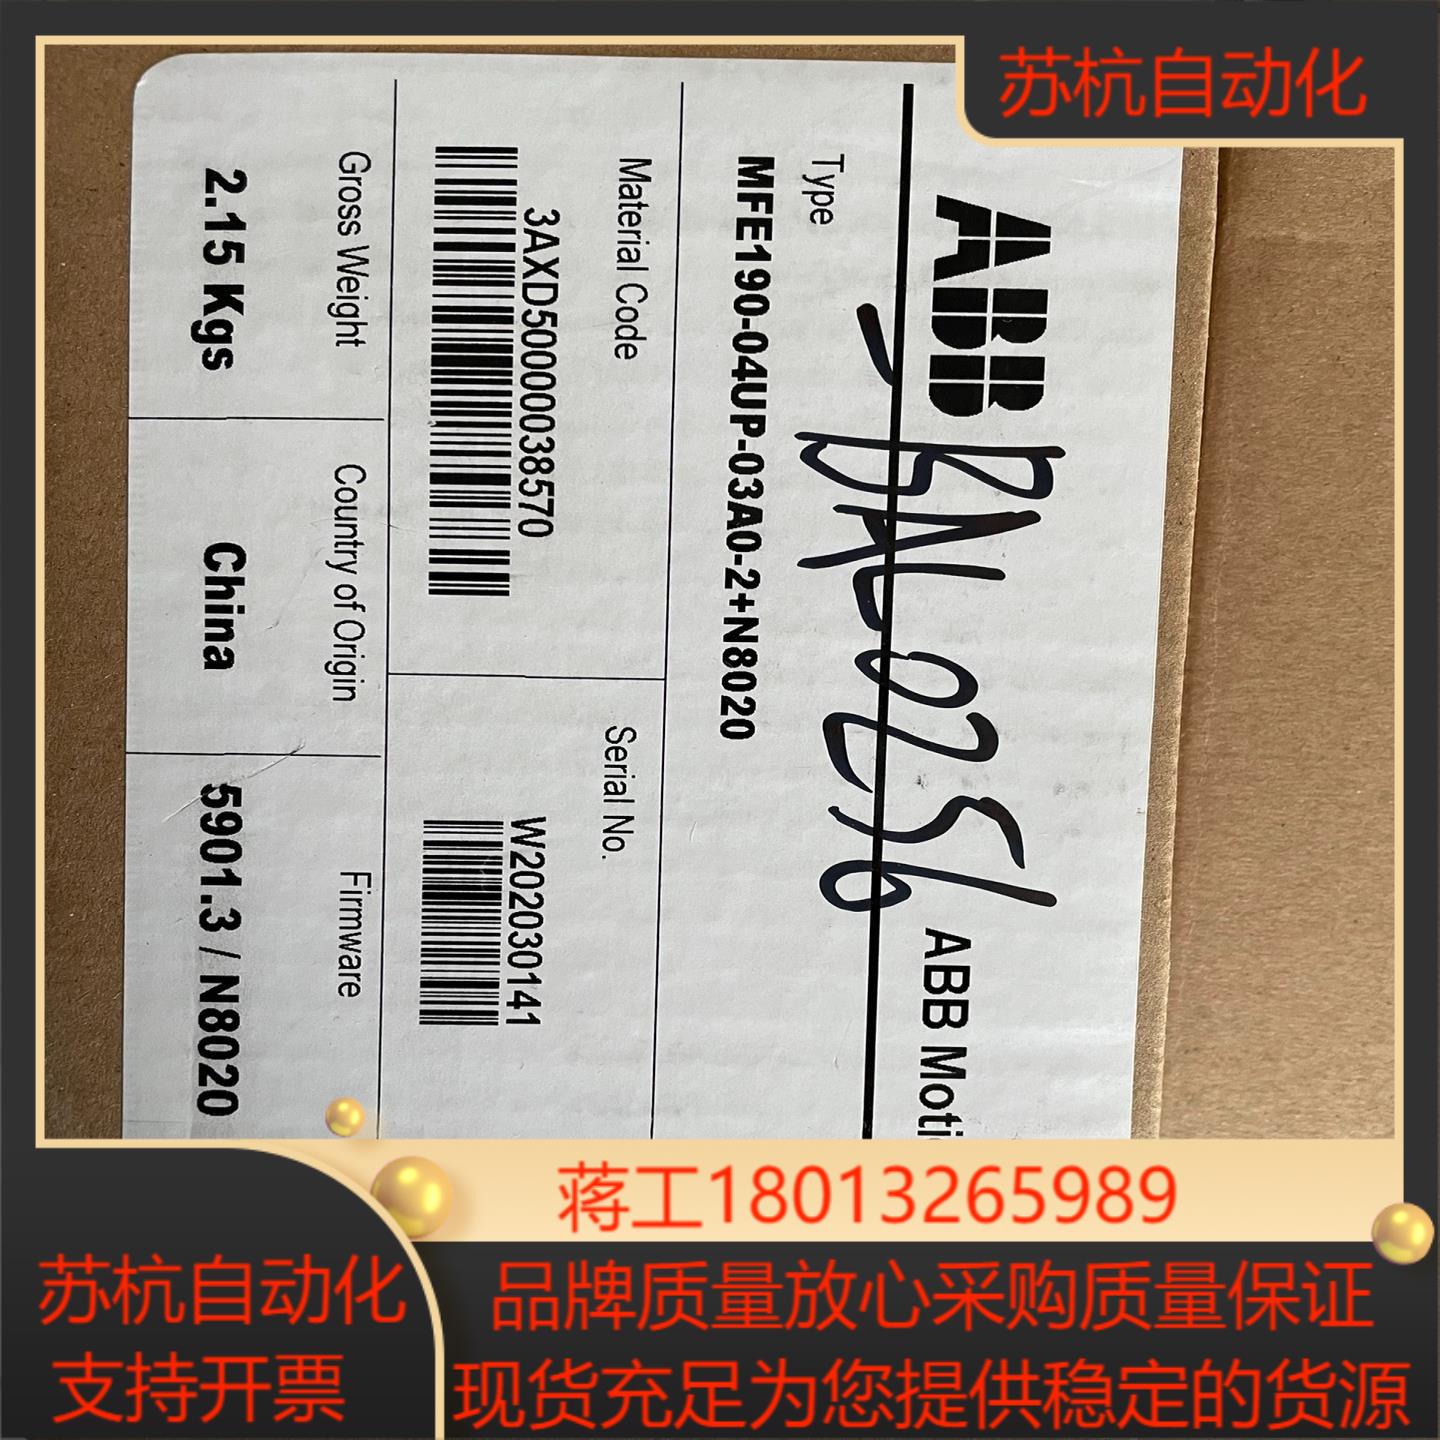 苏杭自动化
ABB
ABB Moti
BAL0256
Type
MFE190-04UP-03A0-2+N8020
Material Code
3AXD50000038570
Serial No.
W202030141
Gross Weight
2.15 Kgs
Country of Origin
China
Firmware
5901.3 / N8020
蒋工18013265989
苏杭自动化
支持开票
品牌质量放心采购质量保证
现货充足为您提供稳定的货源